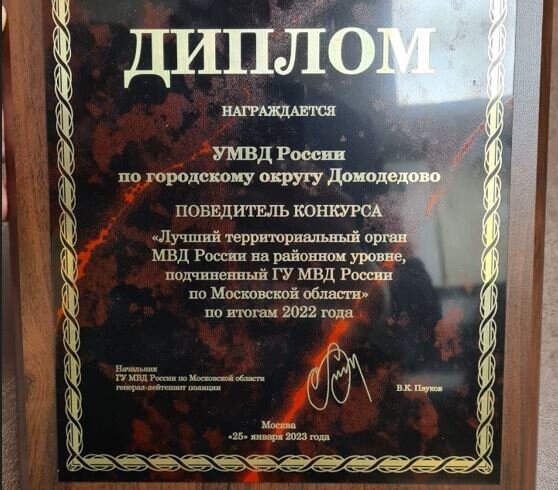 ДИПЛОМ
НАГРАЖДАЕТСЯ
УМВД России
по городскому округу Домодедово
ПОБЕДИТЕЛЬ КОНКУРСА
«Лучший территориальный орган
МВД России на районном уровне,
подчиненный ГУ МВД России
по Московской области»
по итогам 2022 года
Начальник
ГУ МВД России по Московской области
генерал-лейтенант полиции
В.К. Пауков
Москва
«25» января 2023 года